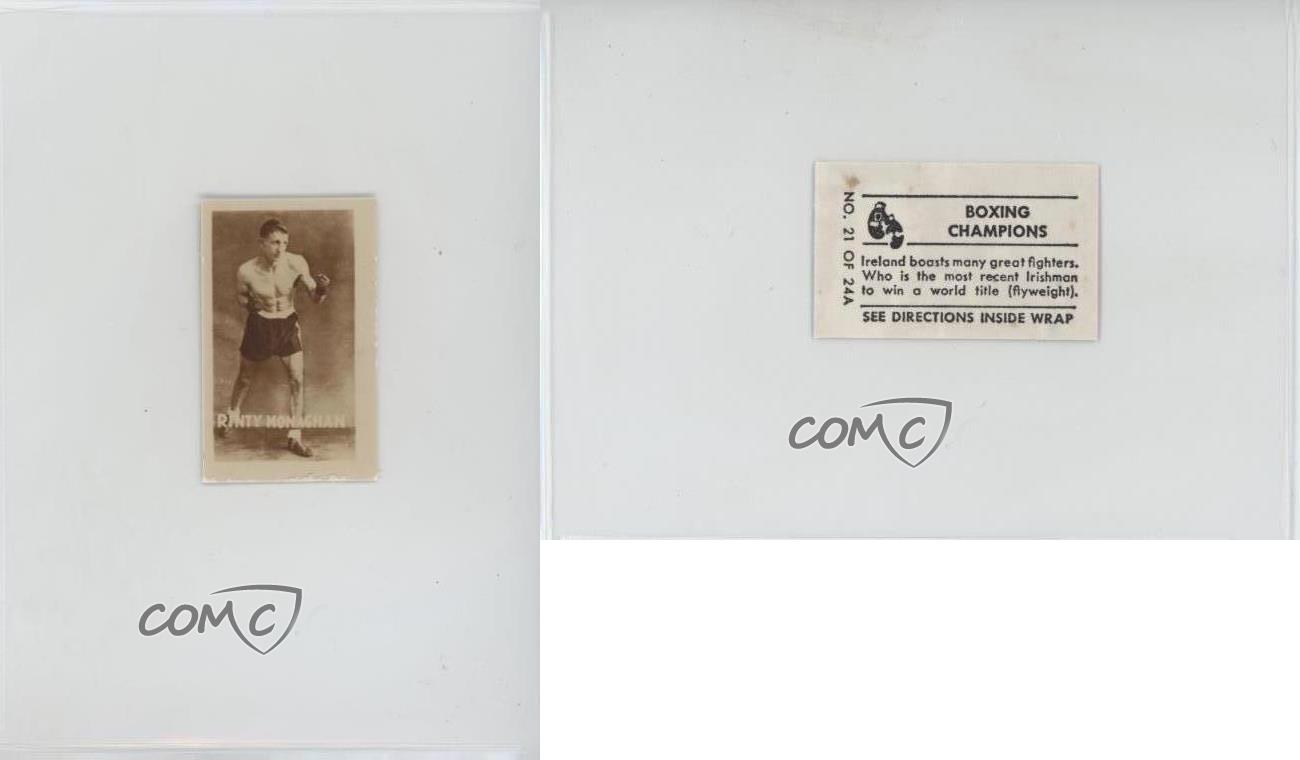 RINTY MONAGHAN
COMC
NO. 21 OF 24A
BOXING
CHAMPIONS
Ireland boasts many great fighters.
Who is the most recent Irishman
to win a world title (flyweight).
SEE DIRECTIONS INSIDE WRAP
COMC